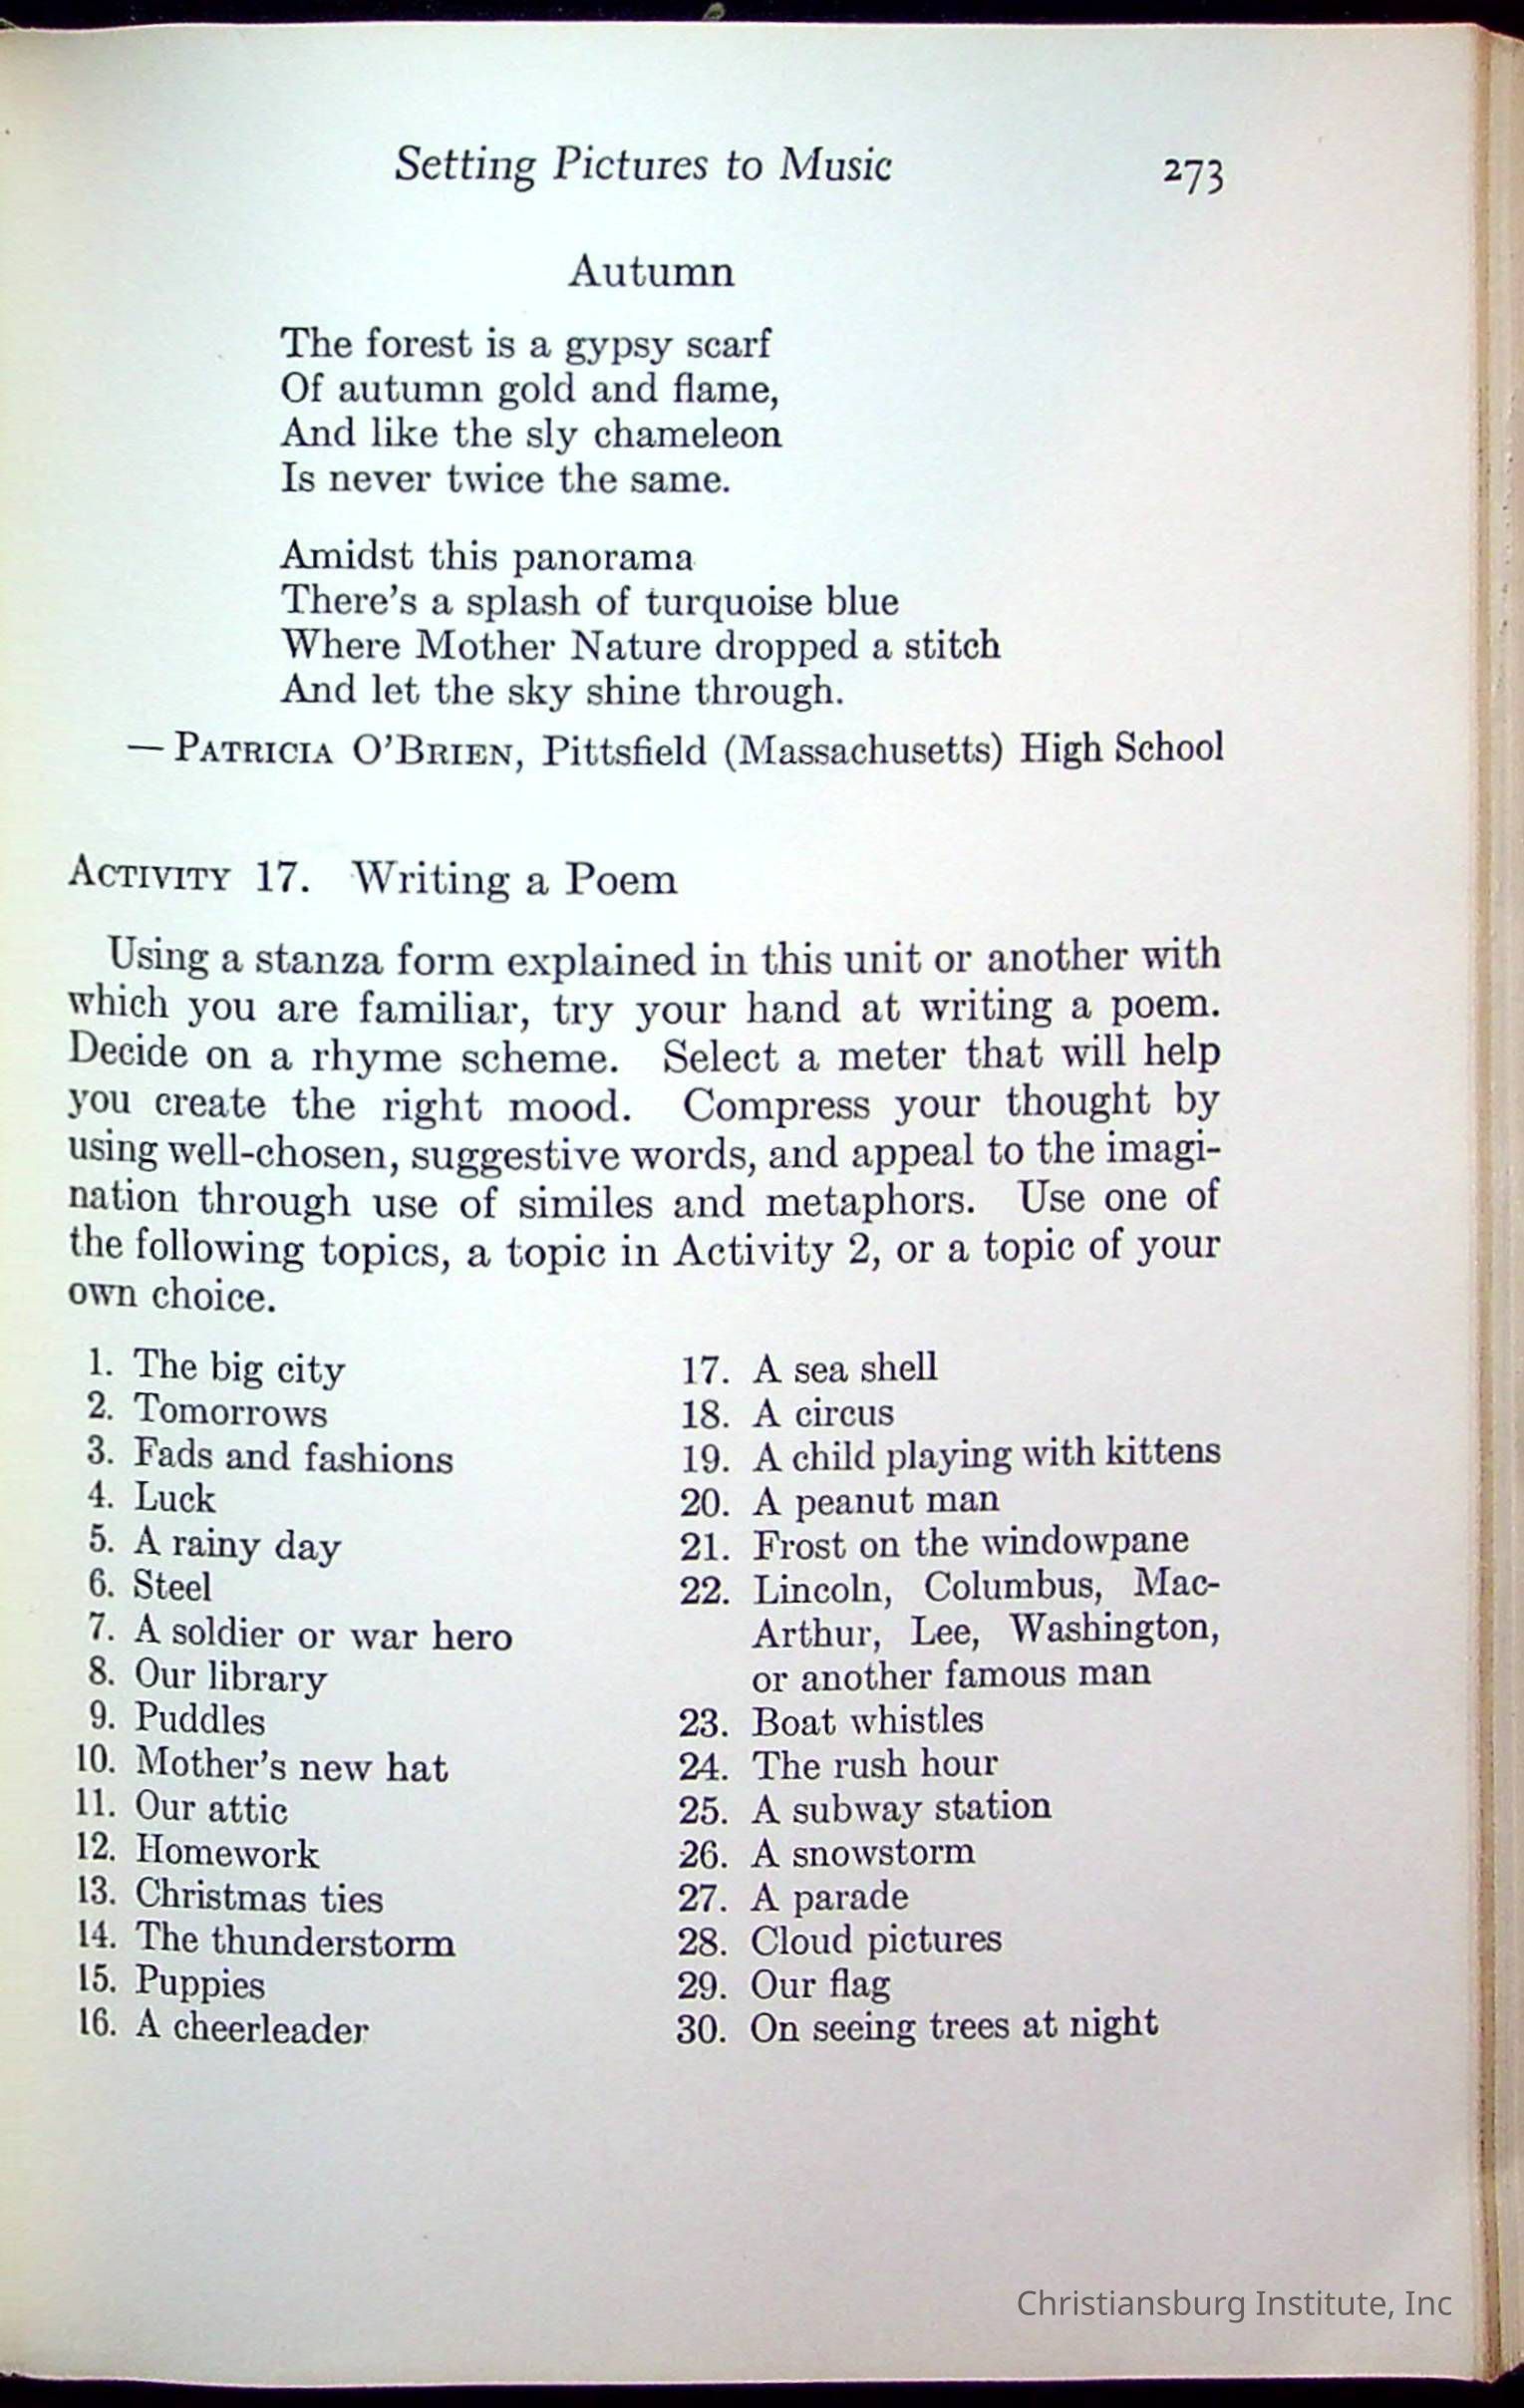 Setting Pictures to Music 273
Autumn
The forest is a gypsy scarf
Of autumn gold and flame,
And like the sly chameleon
Is never twice the same.
Amidst this panorama
There's a splash of turquoise blue
Where Mother Nature dropped a stitch
And let the sky shine through.
— PATRICIA O'BRIEN, Pittsfield (Massachusetts) High School
ACTIVITY 17. Writing a Poem
Using a stanza form explained in this unit or another with
which you are familiar, try your hand at writing a poem.
Decide on a rhyme scheme. Select a meter that will help
you create the right mood. Compress your thought by
using well-chosen, suggestive words, and appeal to the imagi-
nation through use of similes and metaphors. Use one of
the following topics, a topic in Activity 2, or a topic of your
own choice.
1. The big city
2. Tomorrows
3. Fads and fashions
4. Luck
5. A rainy day
6. Steel
7. A soldier or war hero
8. Our library
9. Puddles
10. Mother's new hat
11. Our attic
12. Homework
13. Christmas ties
14. The thunderstorm
15. Puppies
16. A cheerleader
17. A sea shell
18. A circus
19. A child playing with kittens
20. A peanut man
21. Frost on the windowpane
22. Lincoln, Columbus, Mac-
Arthur, Lee, Washington,
or another famous man
23. Boat whistles
24. The rush hour
25. A subway station
26. A snowstorm
27. A parade
28. Cloud pictures
29. Our flag
30. On seeing trees at night
Christiansburg Institute, Inc